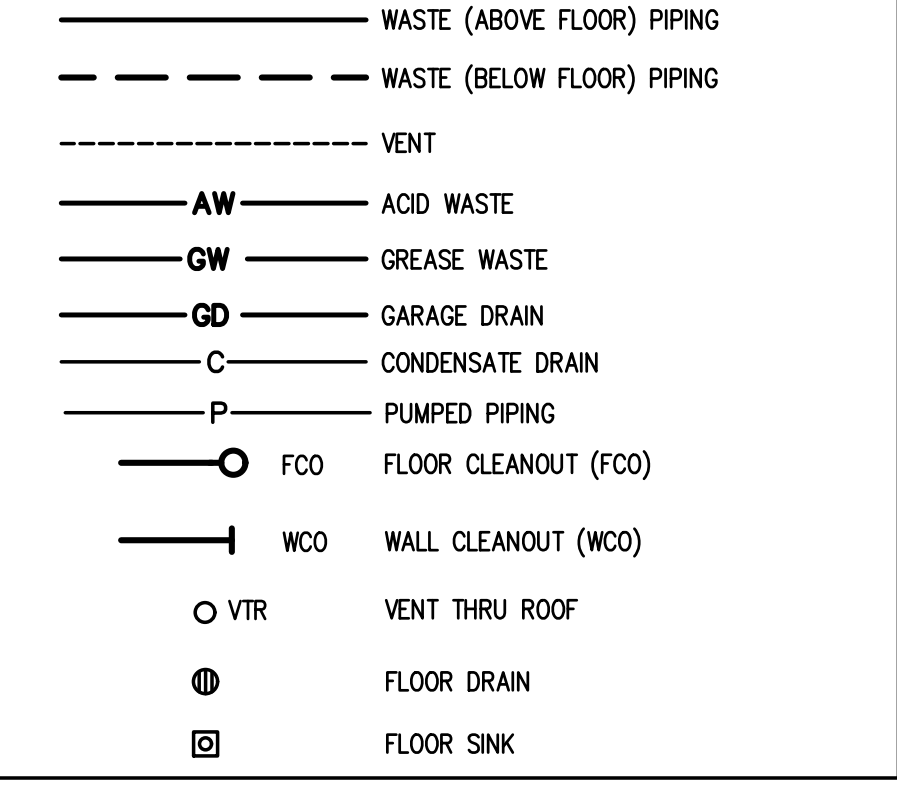 WASTE (ABOVE FLOOR) PIPING
WASTE (BELOW FLOOR) PIPING
VENT
AW ACID WASTE
GW GREASE WASTE
GD GARAGE DRAIN
C CONDENSATE DRAIN
P PUMPED PIPING
FCO FLOOR CLEANOUT (FCO)
WCO WALL CLEANOUT (WCO)
VTR VENT THRU ROOF
FLOOR DRAIN
FLOOR SINK